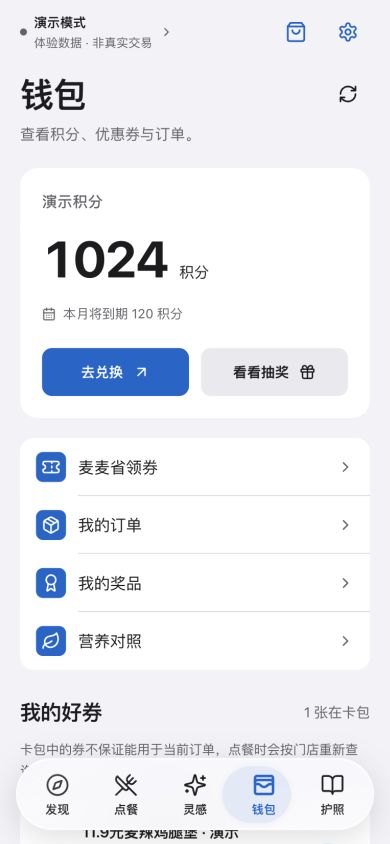 演示模式
体验数据 · 非真实交易
钱包
查看积分、优惠券与订单。
演示积分
1024 积分
本月将到期 120 积分
去兑换
看看抽奖
麦麦省领券
我的订单
我的奖品
营养对照
我的好券
1 张在卡包
卡包中的券不保证能用于当前订单，点餐时会按门店重新查
11.9元麦辣鸡腿堡 · 演示
发现
点餐
灵感
钱包
护照